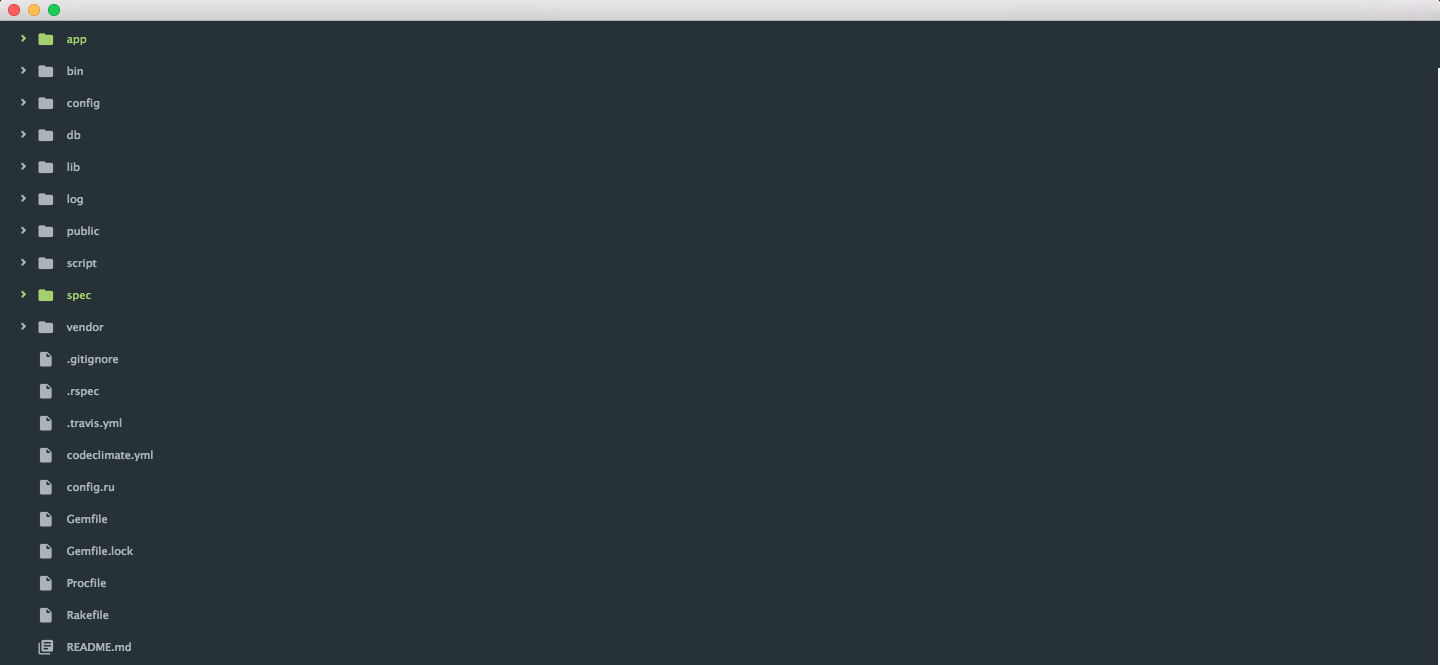 app
bin
config
db
lib
log
public
script
spec
vendor
.gitignore
.rspec
.travis.yml
codeclimate.yml
config.ru
Gemfile
Gemfile.lock
Procfile
Rakefile
README.md